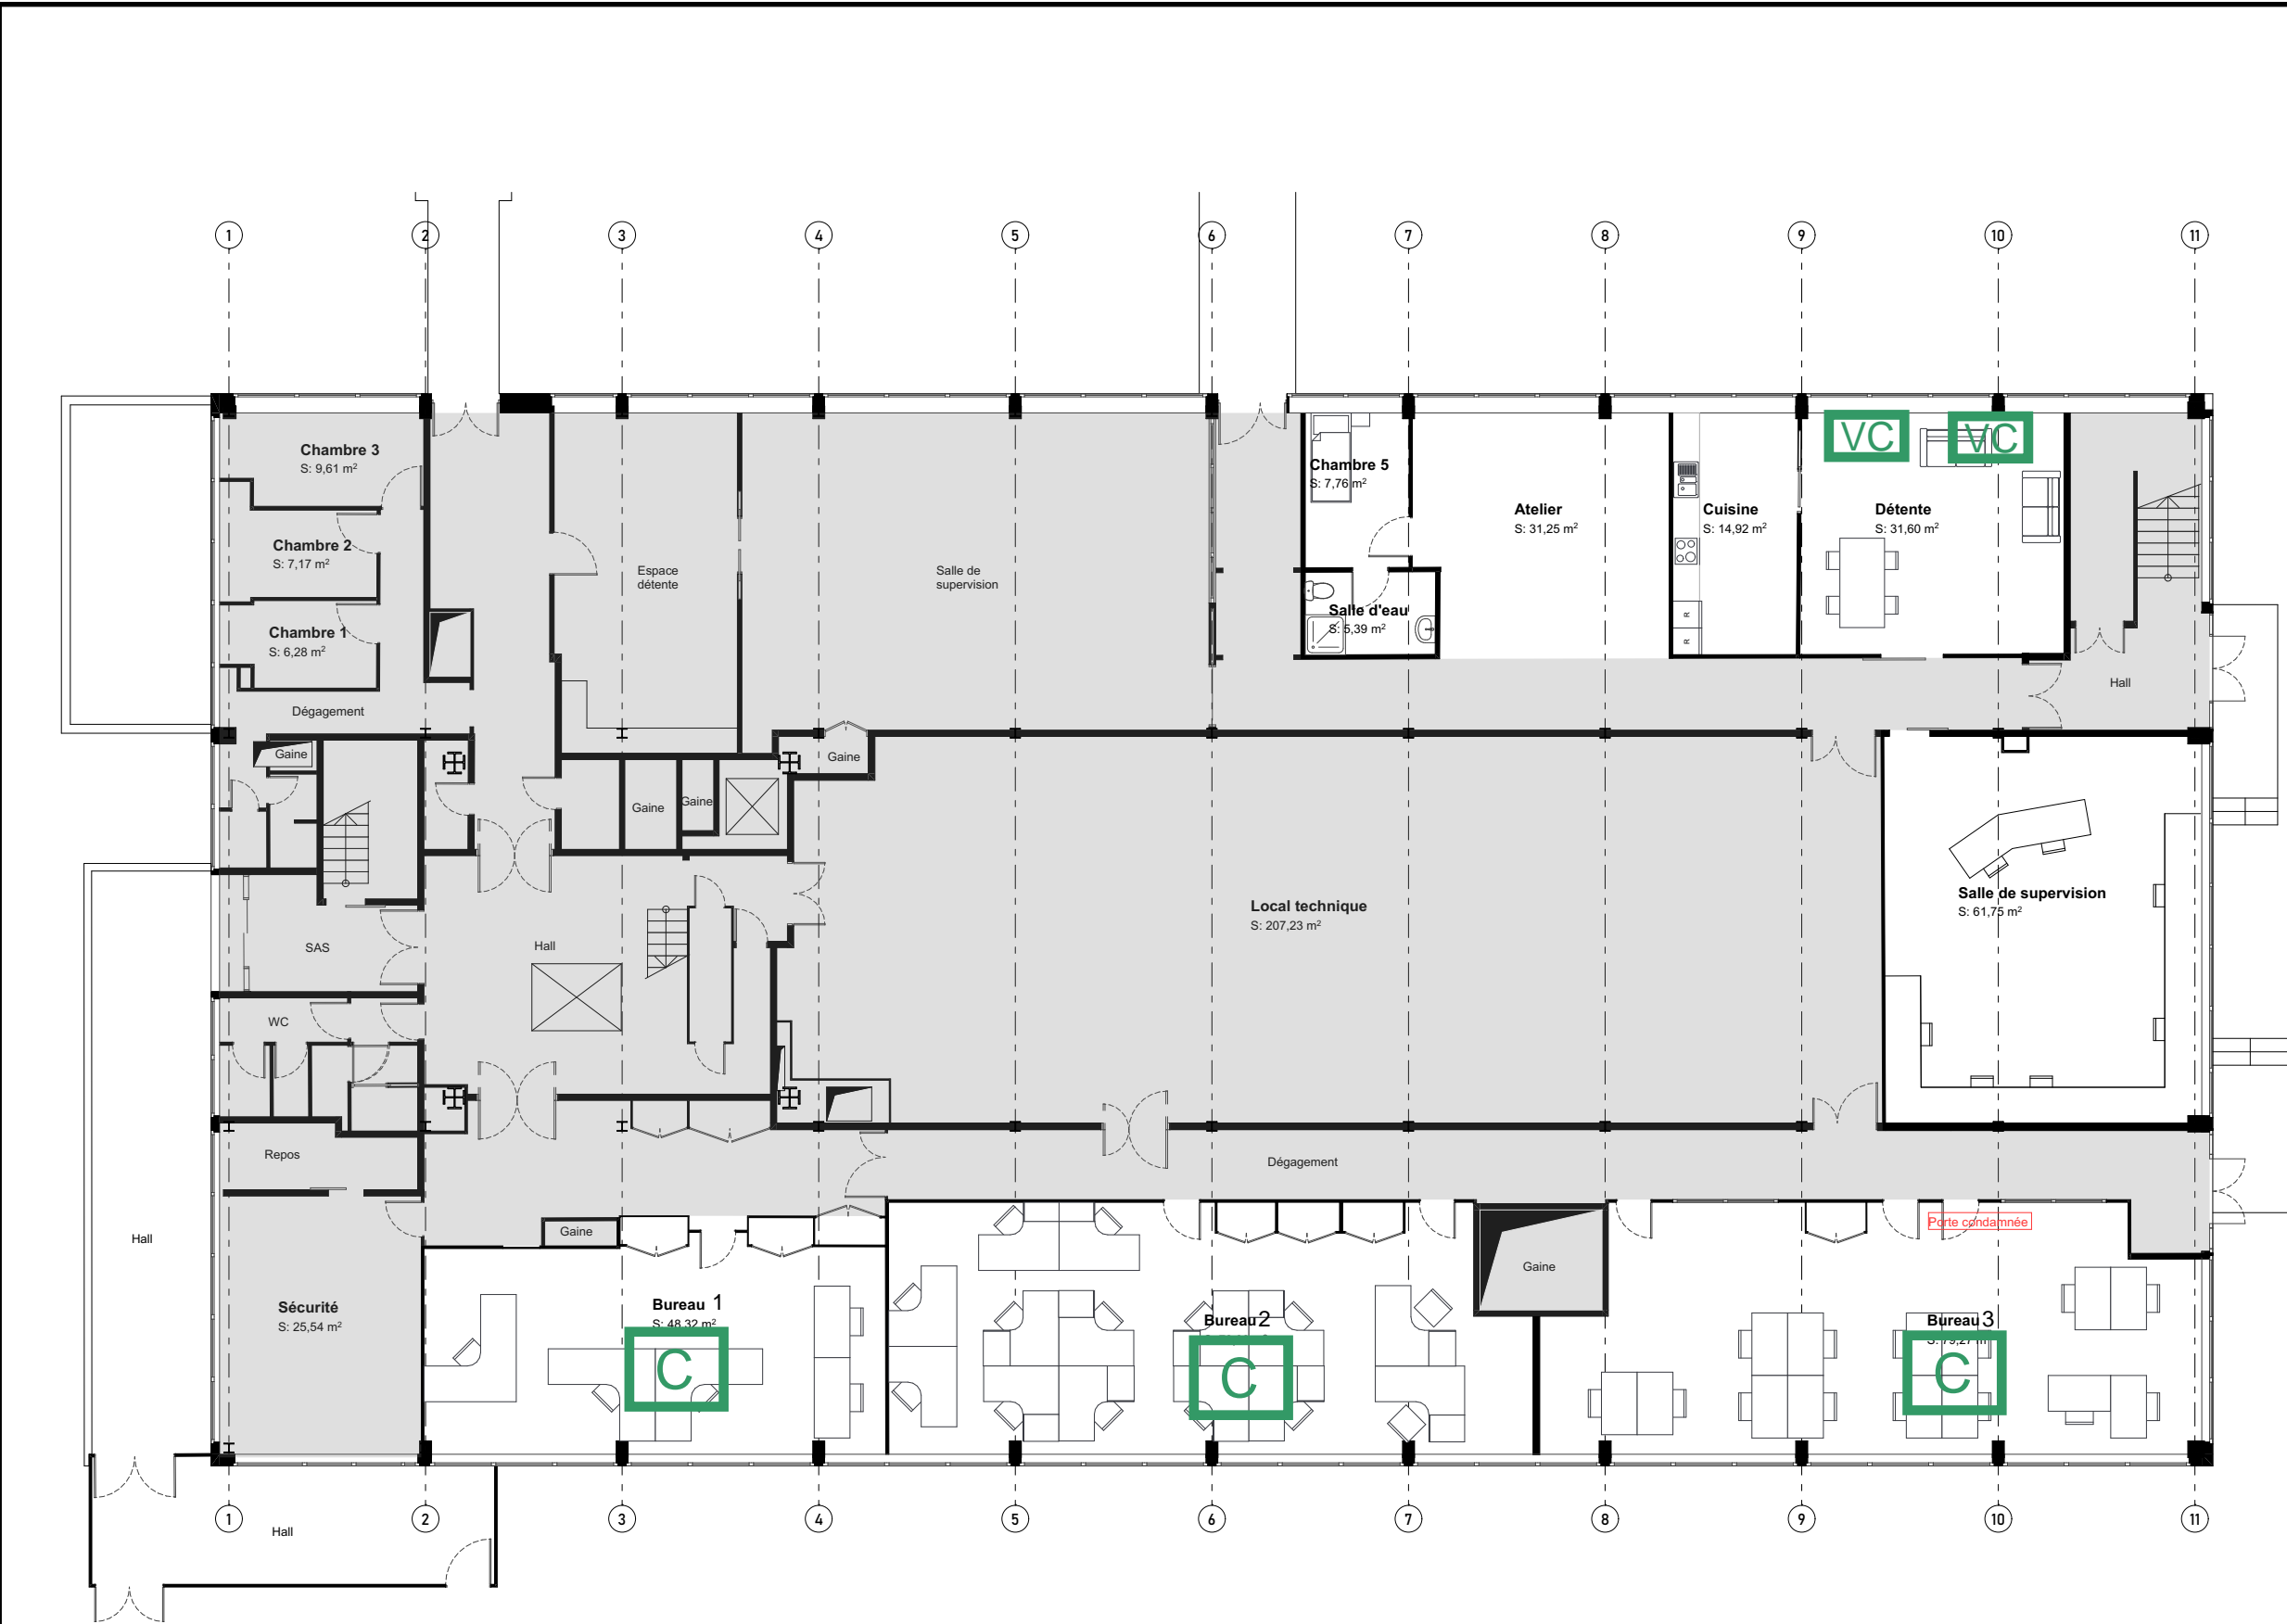 1 2 3 4 5 6 7 8 9 10 11
VC VC
Chambre 3
S: 9,61 m²
Chambre 5
S: 7,76 m²
Atelier
S: 31,25 m²
Cuisine
S: 14,92 m²
Détente
S: 31,60 m²
Chambre 2
S: 7,17 m²
Espace
détente
Salle de
supervision
Chambre 1
S: 6,28 m²
Salle d'eau
S: 5,39 m²
R
R
Dégagement
Hall
Gaine
Gaine
Gaine
Gaine
Salle de supervision
S: 61,75 m²
Local technique
S: 207,23 m²
SAS
Hall
WC
Repos
Dégagement
Hall
Gaine
Porte condamnée
Gaine
Sécurité
S: 25,54 m²
Bureau 1
S: 48,32 m²
C
Bureau 2
C
Bureau 3
S: 79,27 m²
C
1 2 3 4 5 6 7 8 9 10 11
Hall